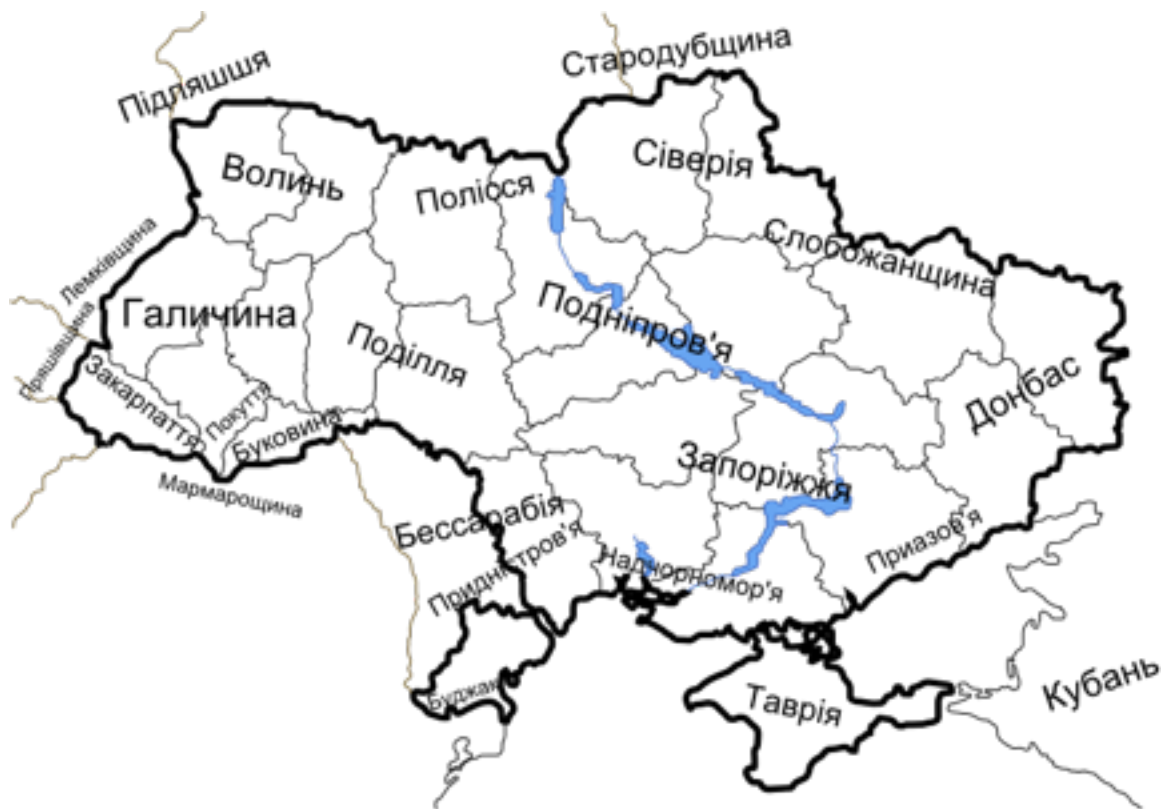 Стародубщина
Підляшшя
Сіверія
Волинь
Полісся
Слобожанщина
Лемківщина
Галичина
Подніпров'я
Пряшівщина
Поділля
Закарпаття
Покуття
Буковина
Донбас
Мармарощина
Запоріжжя
Бессарабія
Придністров'я
Надчорномор'я
Приазов'я
Буджак
Таврія
Кубань